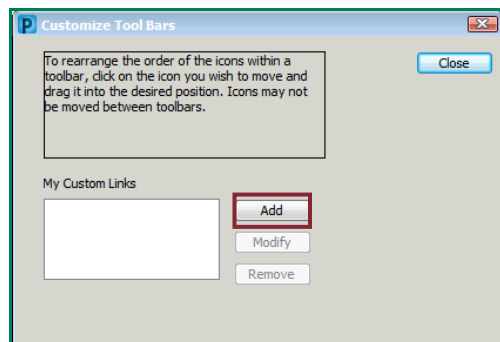 P Customize Tool Bars
To rearrange the order of the icons within a
toolbar, click on the icon you wish to move and
drag it into the desired position. Icons may not
be moved between toolbars.
Close
My Custom Links
Add
Modify
Remove